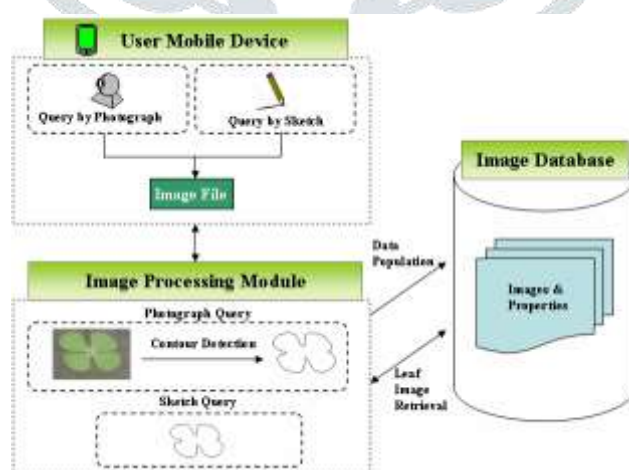 User Mobile Device
Query by Photograph
Query by Sketch
Image File
Image Database
Data
Population
Images &
Properties
Image Processing Module
Photograph Query
Contour Detection
Leaf
Image
Retrieval
Sketch Query